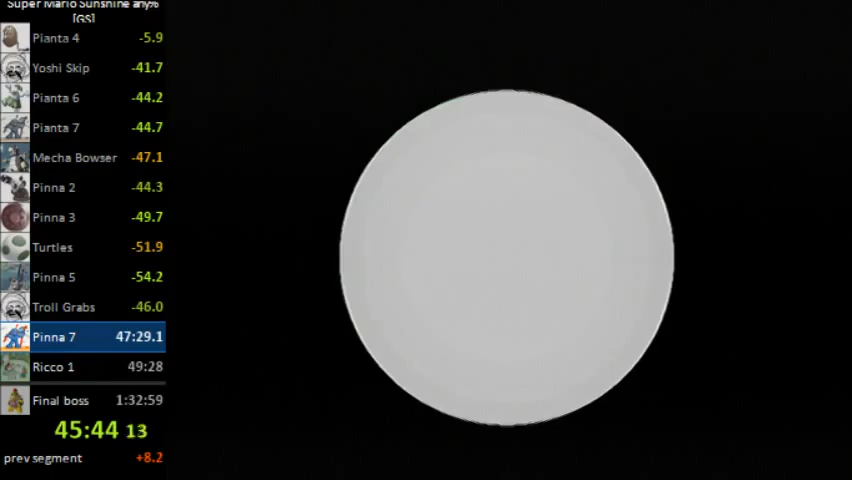 Super Mario Sunshine any%
[GS]
Pianta 4 -5.9
Yoshi Skip -41.7
Pianta 6 -44.2
Pianta 7 -44.7
Mecha Bowser -47.1
Pinna 2 -44.3
Pinna 3 -49.7
Turtles -51.9
Pinna 5 -54.2
Troll Grabs -46.0
Pinna 7 47:29.1
Ricco 1 49:28
Final boss 1:32:59
45:44 13
prev segment +8.2